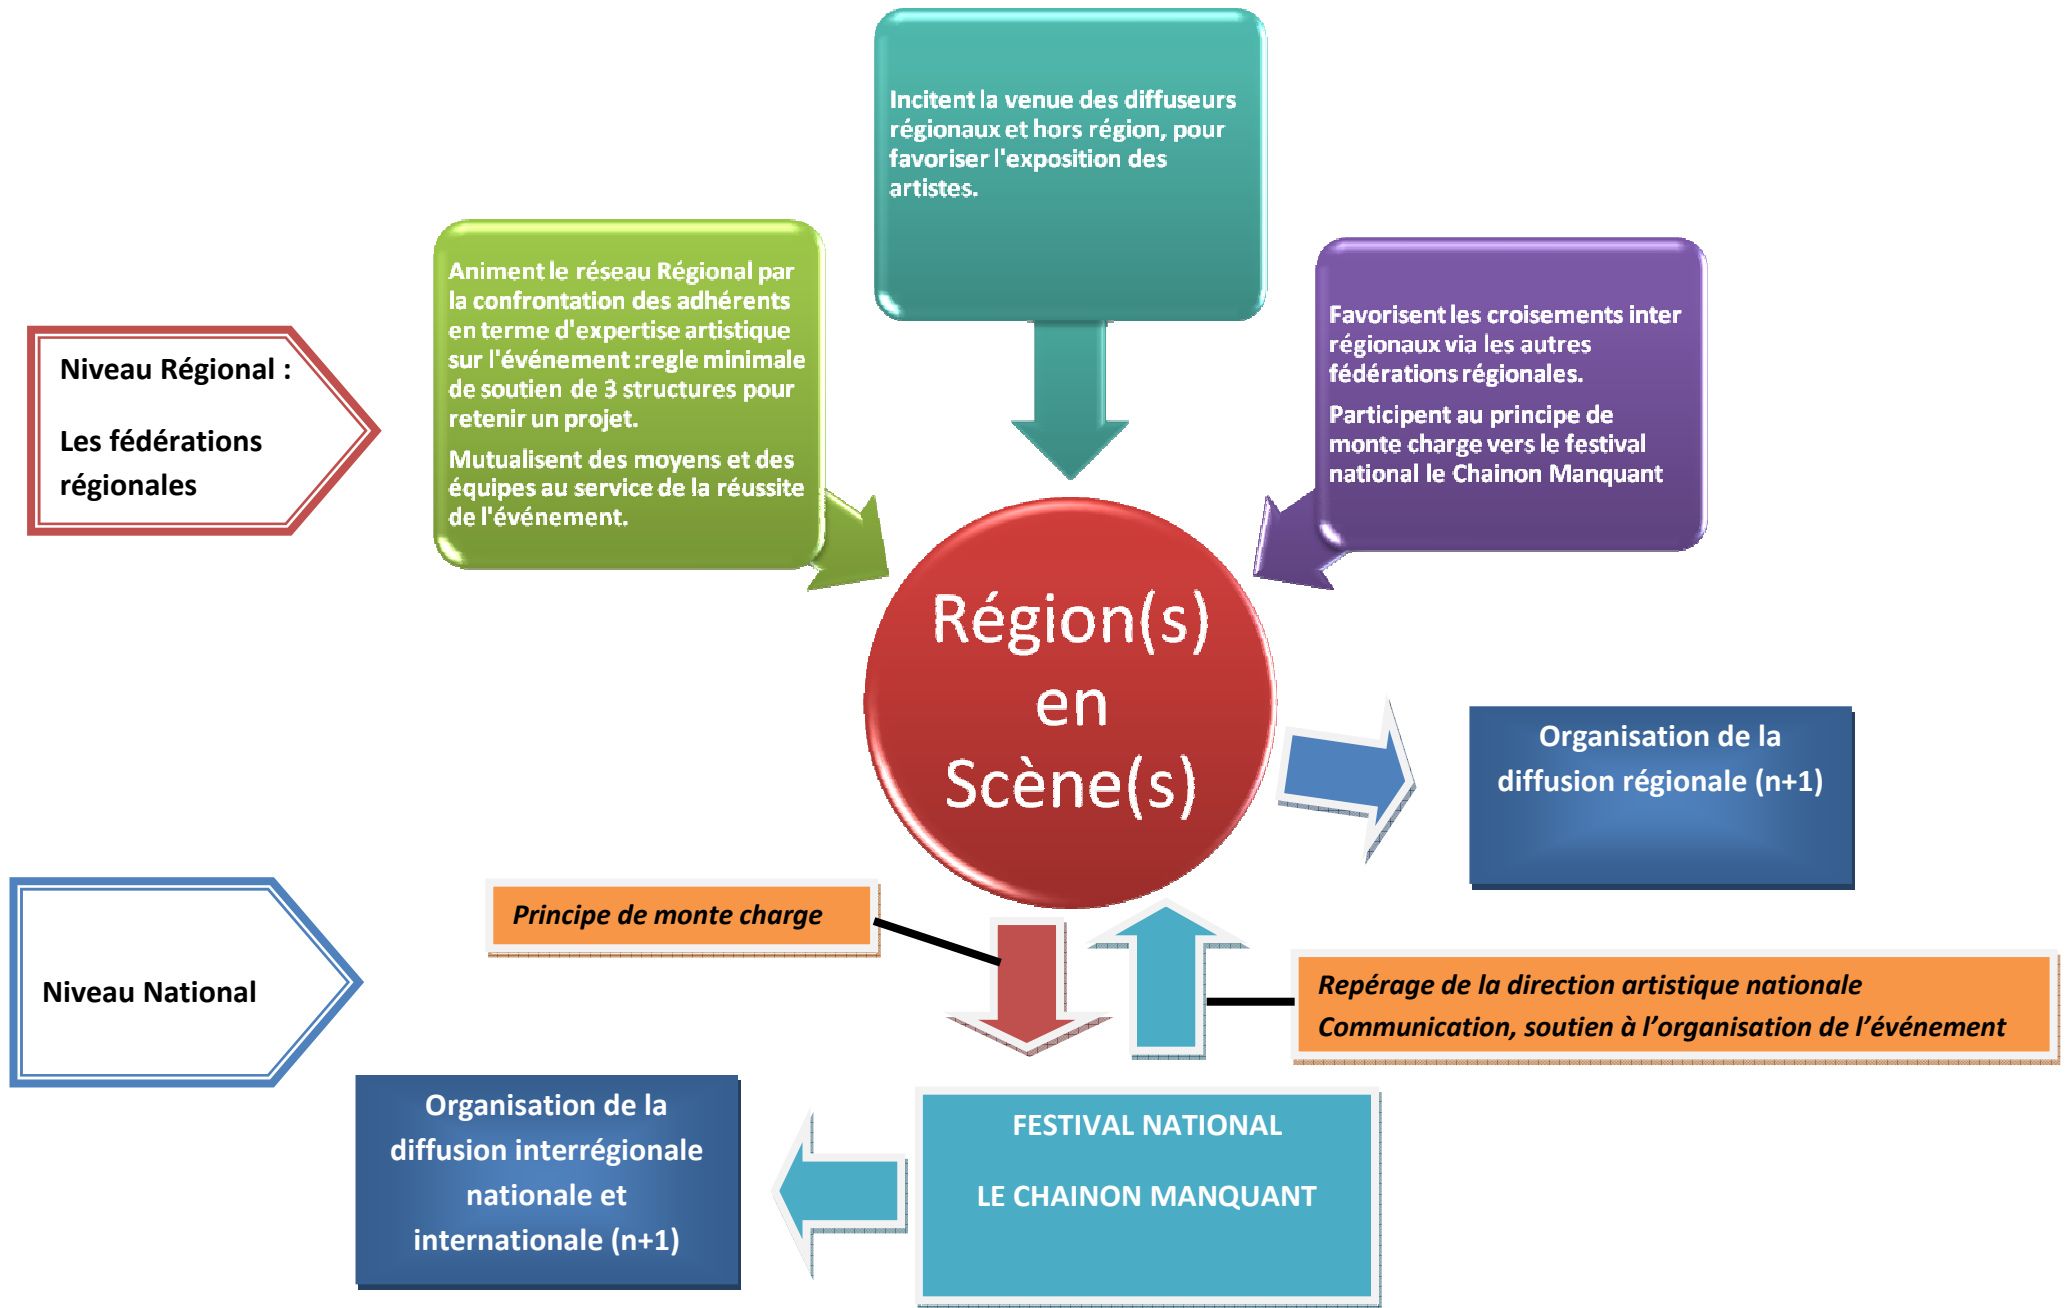 Incitent la venue des diffuseurs
régionaux et hors région, pour
favoriser l'exposition des
artistes.
Animent le réseau Régional par
la confrontation des adhérents
en terme d'expertise artistique
sur l'événement :regle minimale
de soutien de 3 structures pour
retenir un projet.
Mutualisent des moyens et des
équipes au service de la réussite
de l'événement.
Favorisent les croisements inter
régionaux via les autres
fédérations régionales.
Participent au principe de
monte charge vers le festival
national le Chainon Manquant
Niveau Régional :
Les fédérations
régionales
Région(s)
en
Scène(s)
Organisation de la
diffusion régionale (n+1)
Principe de monte charge
Niveau National
Repérage de la direction artistique nationale
Communication, soutien à l’organisation de l’événement
Organisation de la
diffusion interrégionale
nationale et
internationale (n+1)
FESTIVAL NATIONAL
LE CHAINON MANQUANT